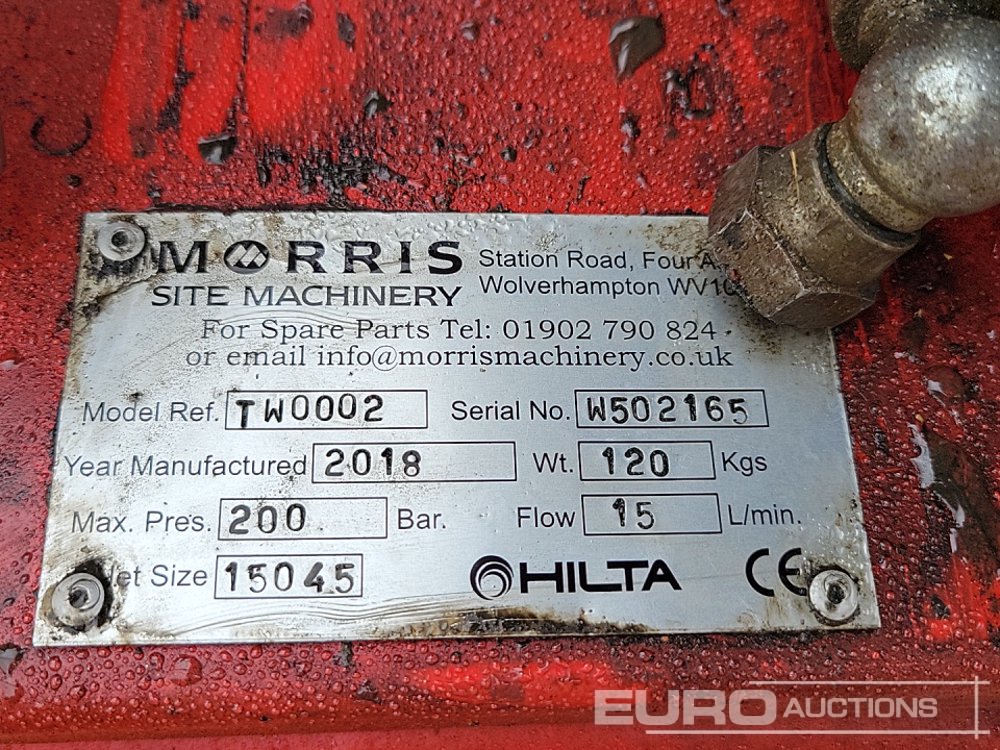 MORRIS
SITE MACHINERY
Station Road, Four
Wolverhampton
For Spare Parts Tel: 01902 790 824
or email info@morrismachinery.co.uk
Model Ref. TW0002 Serial No. W502165
Year Manufactured 2018 Wt. 120 Kgs
Max. Pres. 200 Bar. Flow 15 L/min.
Jet Size 15045
HILTA CE
EURO AUCTIONS